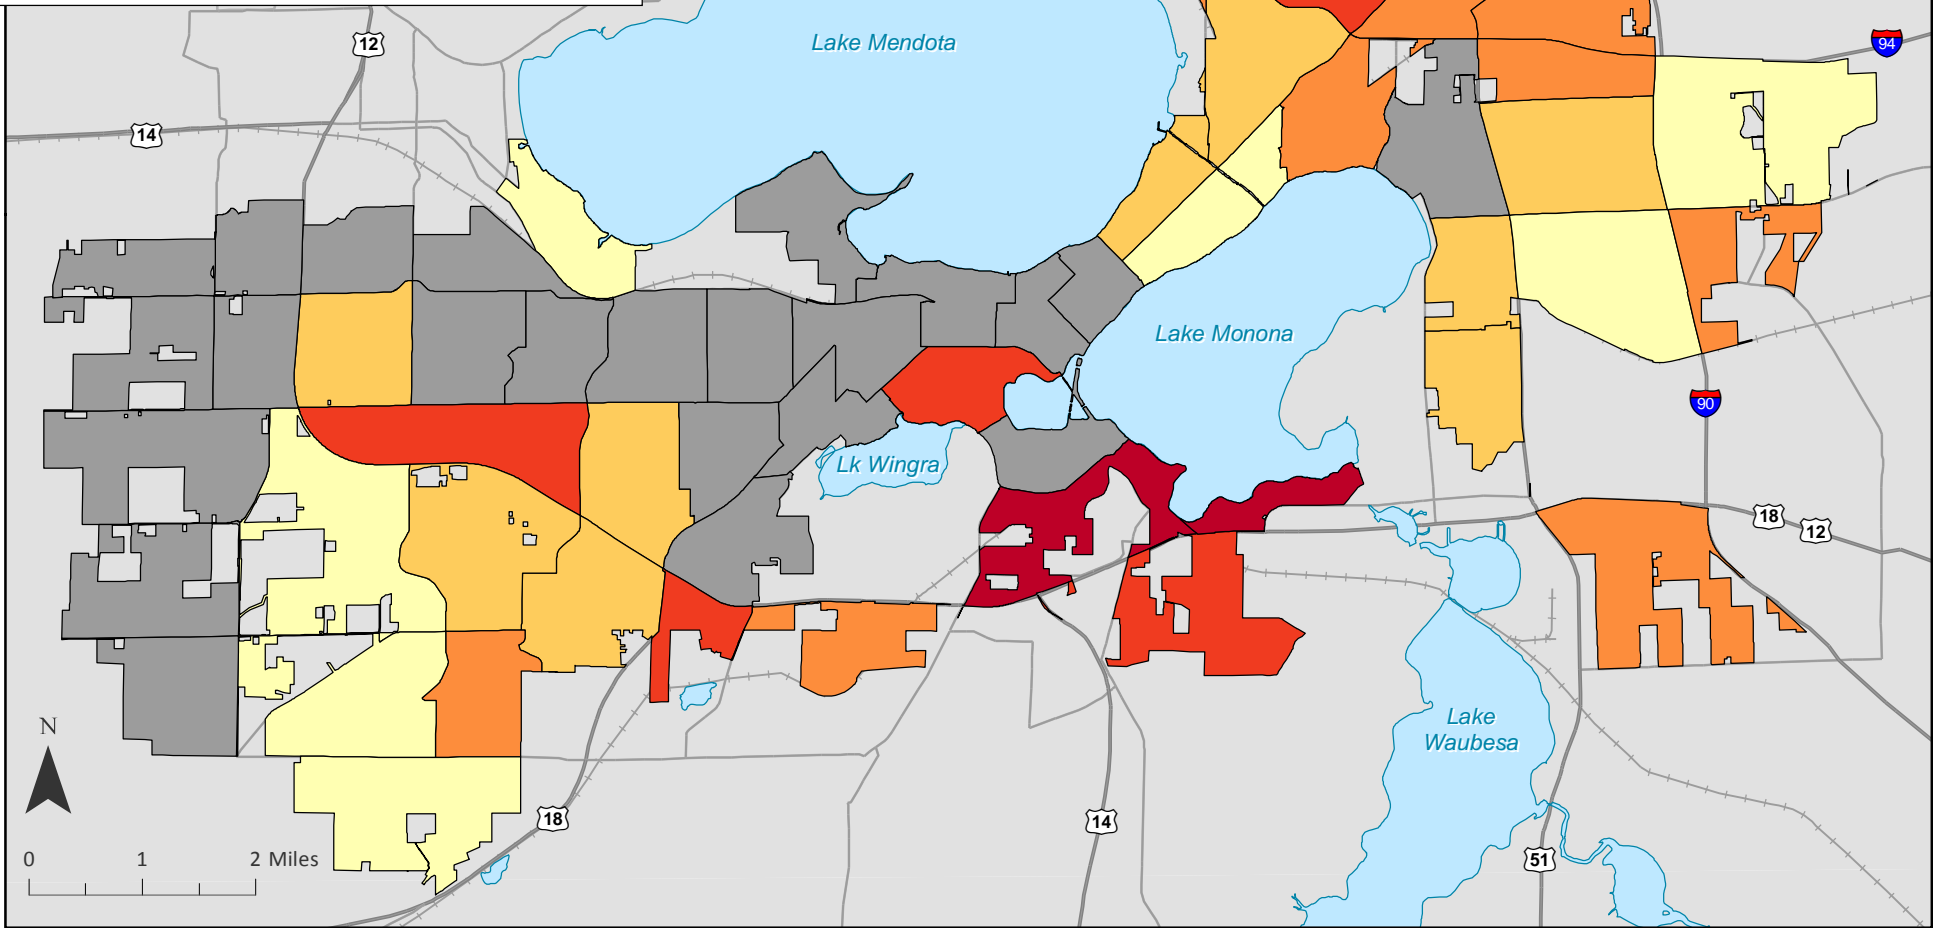 Lake Mendota
12
94
14
Lake Monona
90
Lk Wingra
18
12
Lake
Waubesa
N
18
14
51
0 1 2 Miles